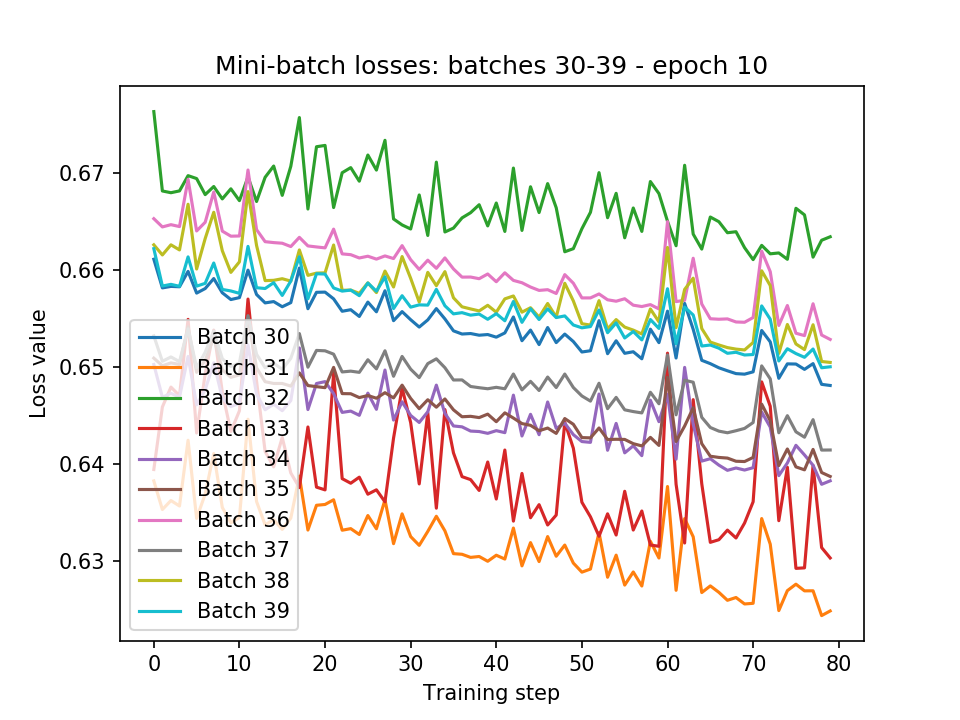 Mini-batch losses: batches 30-39 - epoch 10
Loss value
0.67
0.66
0.65
0.64
0.63
Batch 30
Batch 31
Batch 32
Batch 33
Batch 34
Batch 35
Batch 36
Batch 37
Batch 38
Batch 39
0 10 20 30 40 50 60 70 80
Training step